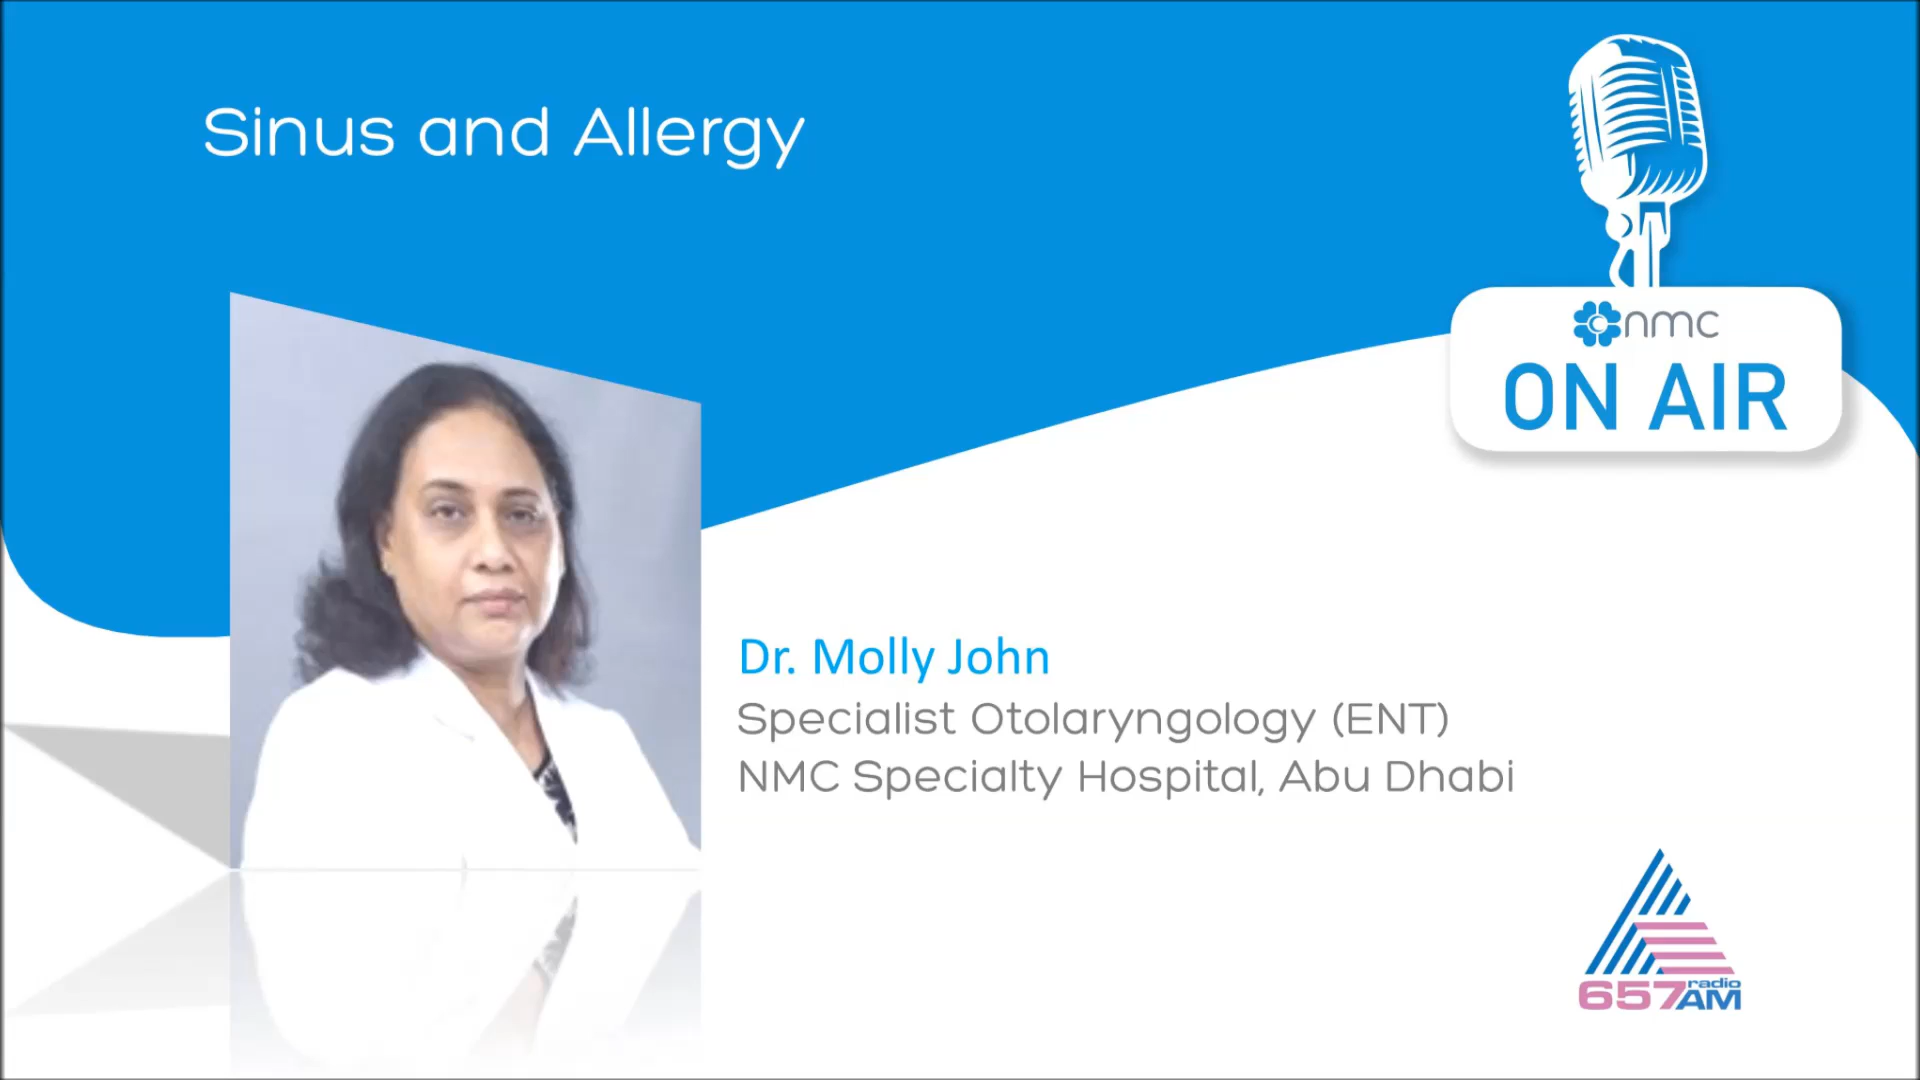 Sinus and Allergy
nmc
ON AIR
Dr. Molly John
Specialist Otolaryngology (ENT)
NMC Specialty Hospital, Abu Dhabi
radio
657AM